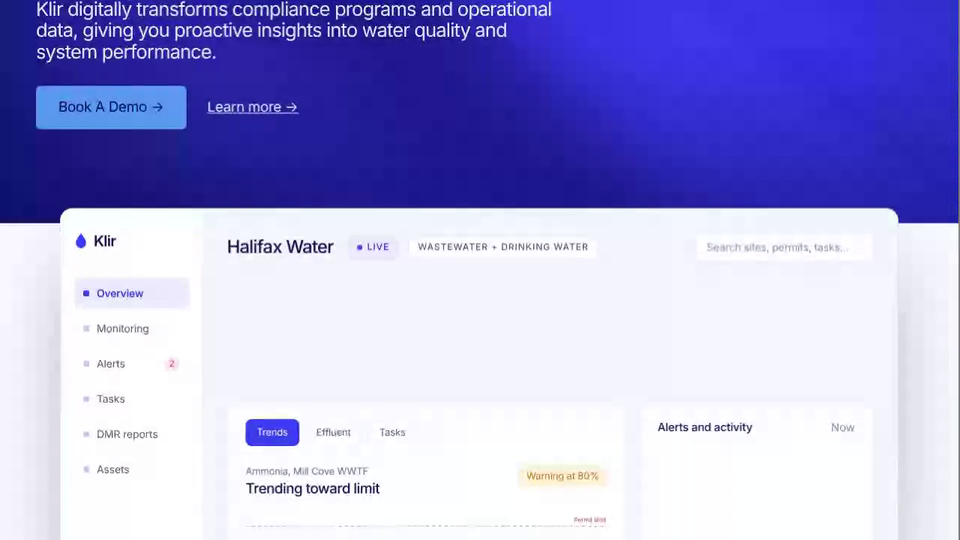 Klir digitally transforms compliance programs and operational
data, giving you proactive insights into water quality and
system performance.
Book A Demo →
Learn more →
Klir
Halifax Water
LIVE
WASTEWATER + DRINKING WATER
Search sites, permits, tasks...
Overview
Monitoring
Alerts
2
Tasks
DMR reports
Assets
Trends
Effluent
Tasks
Ammonia, Mill Cove WWTF
Trending toward limit
Warning at 80%
Permit limit
Alerts and activity
Now